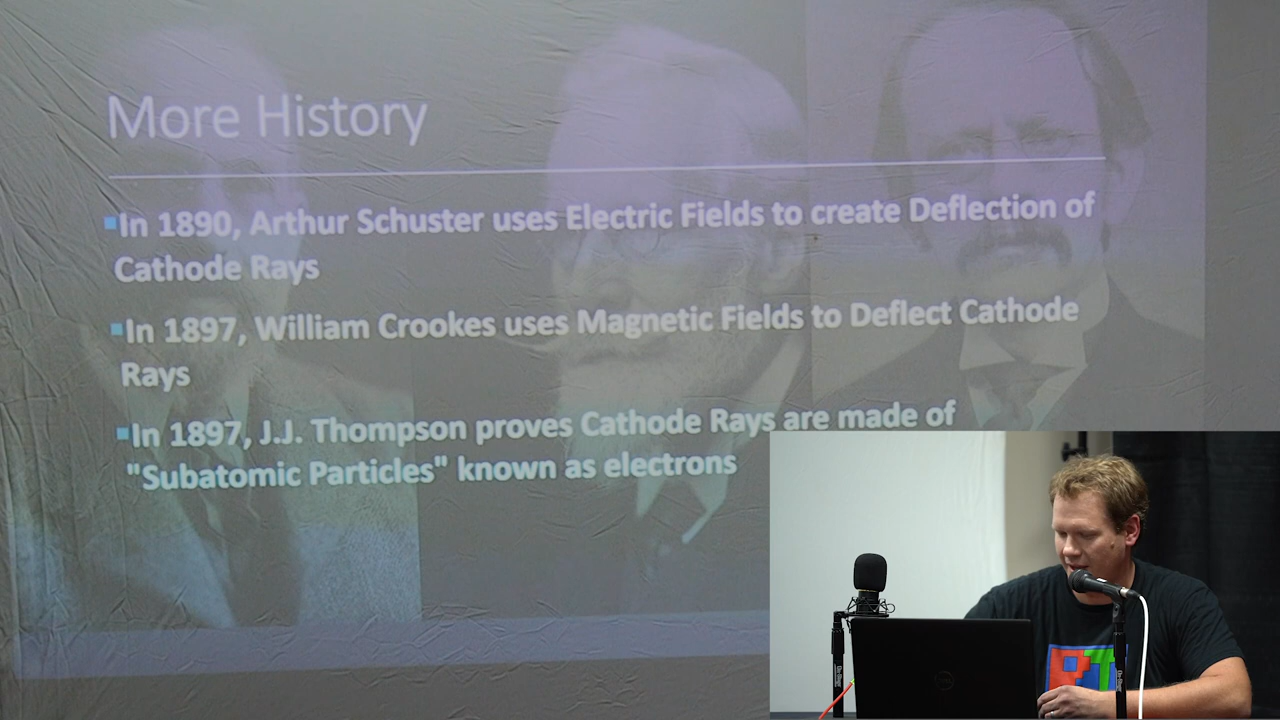 More History
In 1890, Arthur Schuster uses Electric Fields to create Deflection of
Cathode Rays
In 1897, William Crookes uses Magnetic Fields to Deflect Cathode
Rays
In 1897, J.J. Thompson proves Cathode Rays are made of
"Subatomic Particles" known as electrons